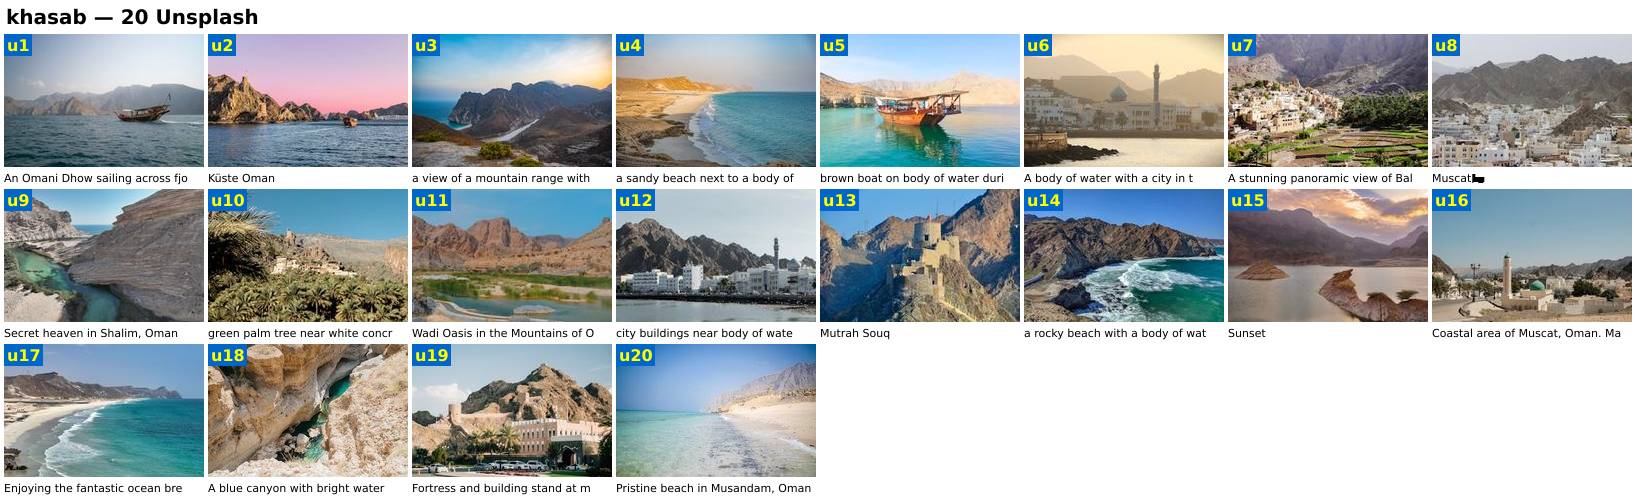 khasab — 20 Unsplash
u1
u2
u3
u4
u5
u6
u7
u8
An Omani Dhow sailing across fjo
Küste Oman
a view of a mountain range with
a sandy beach next to a body of
brown boat on body of water duri
A body of water with a city in t
A stunning panoramic view of Bal
Muscat
u9
u10
u11
u12
u13
u14
u15
u16
Secret heaven in Shalim, Oman
green palm tree near white concr
Wadi Oasis in the Mountains of O
city buildings near body of wate
Mutrah Souq
a rocky beach with a body of wat
Sunset
Coastal area of Muscat, Oman. Ma
u17
u18
u19
u20
Enjoying the fantastic ocean bre
A blue canyon with bright water
Fortress and building stand at m
Pristine beach in Musandam, Oman